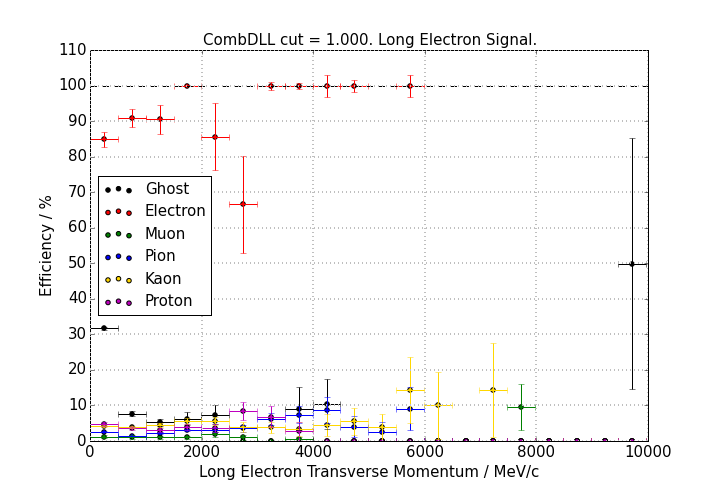 CombDLL cut = 1.000. Long Electron Signal.
110
100
90
80
70
60
50
40
30
20
10
0
Efficiency / %
Ghost
Electron
Muon
Pion
Kaon
Proton
0 2000 4000 6000 8000 10000
Long Electron Transverse Momentum / MeV/c